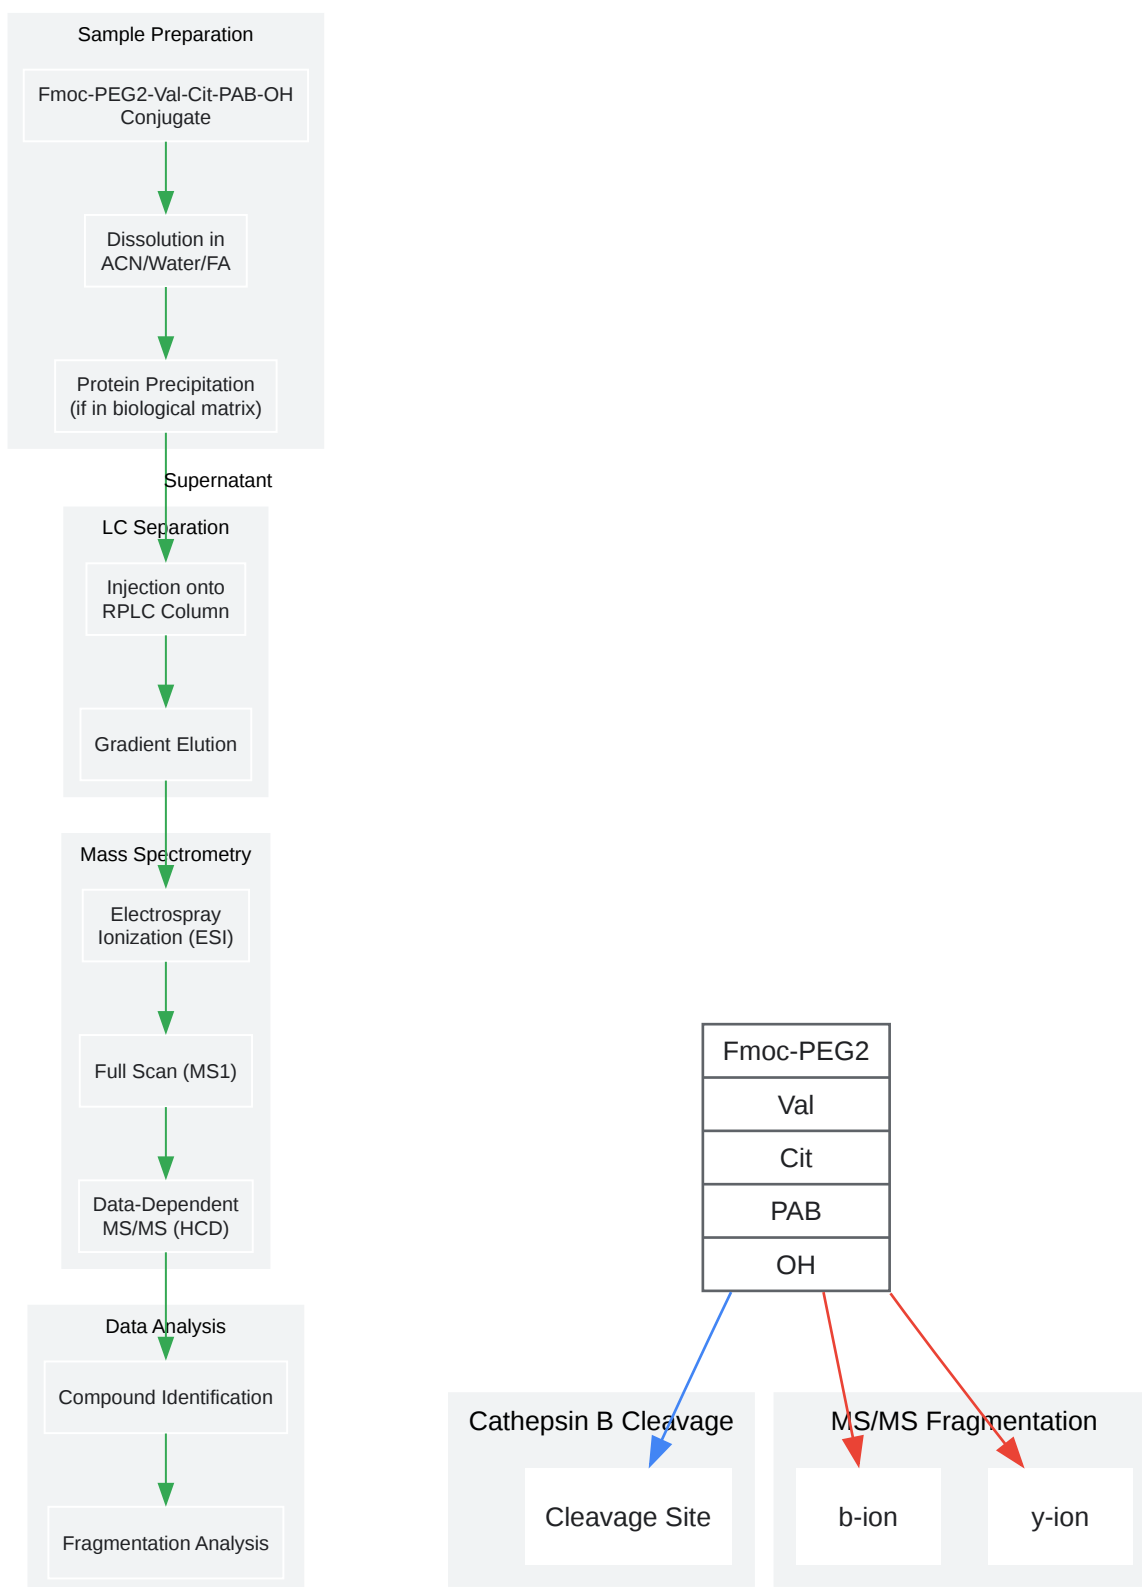 Sample Preparation
Fmoc-PEG2-Val-Cit-PAB-OH
Conjugate
Dissolution in
ACN/Water/FA
Protein Precipitation
(if in biological matrix)
Supernatant
LC Separation
Injection onto
RPLC Column
Gradient Elution
Mass Spectrometry
Electrospray
Ionization (ESI)
Full Scan (MS1)
Data-Dependent
MS/MS (HCD)
Data Analysis
Compound Identification
Fragmentation Analysis
Fmoc-PEG2
Val
Cit
PAB
OH
Cathepsin B Cleavage
Cleavage Site
MS/MS Fragmentation
b-ion
y-ion